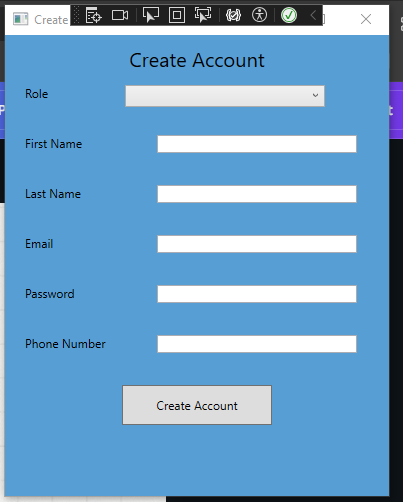 Create
Create Account
Role
First Name
Last Name
Email
Password
Phone Number
Create Account